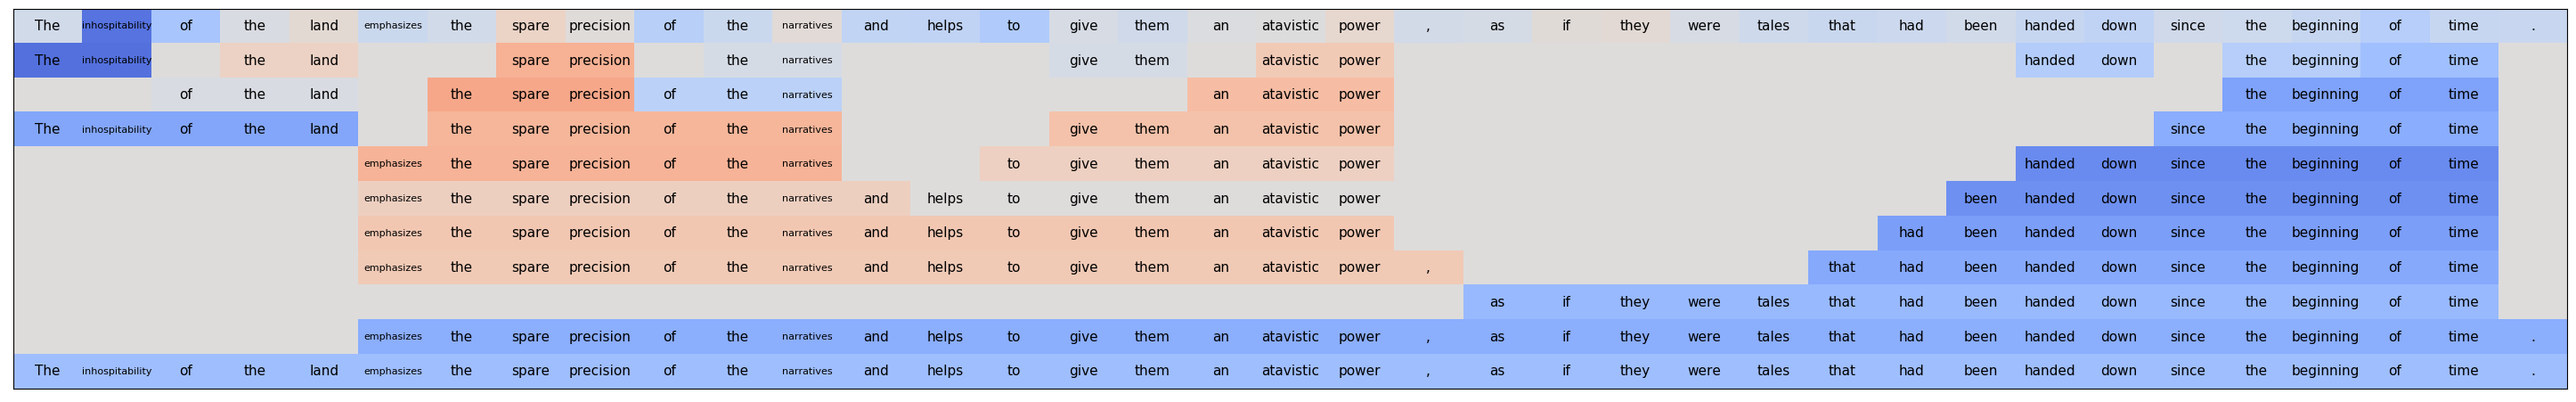 The inhospitability of the land emphasizes the spare precision of the narratives and helps to give them an atavistic power , as if they were tales that had been handed down since the beginning of time .
The inhospitability the land spare precision the narratives give them atavistic power handed down the beginning of time
of the land the spare precision of the narratives an atavistic power the beginning of time
The inhospitability of the land the spare precision of the narratives give them an atavistic power since the beginning of time
emphasizes the spare precision of the narratives to give them an atavistic power handed down since the beginning of time
emphasizes the spare precision of the narratives and helps to give them an atavistic power been handed down since the beginning of time
emphasizes the spare precision of the narratives and helps to give them an atavistic power had been handed down since the beginning of time
emphasizes the spare precision of the narratives and helps to give them an atavistic power , that had been handed down since the beginning of time
as if they were tales that had been handed down since the beginning of time
emphasizes the spare precision of the narratives and helps to give them an atavistic power , as if they were tales that had been handed down since the beginning of time .
The inhospitability of the land emphasizes the spare precision of the narratives and helps to give them an atavistic power , as if they were tales that had been handed down since the beginning of time .